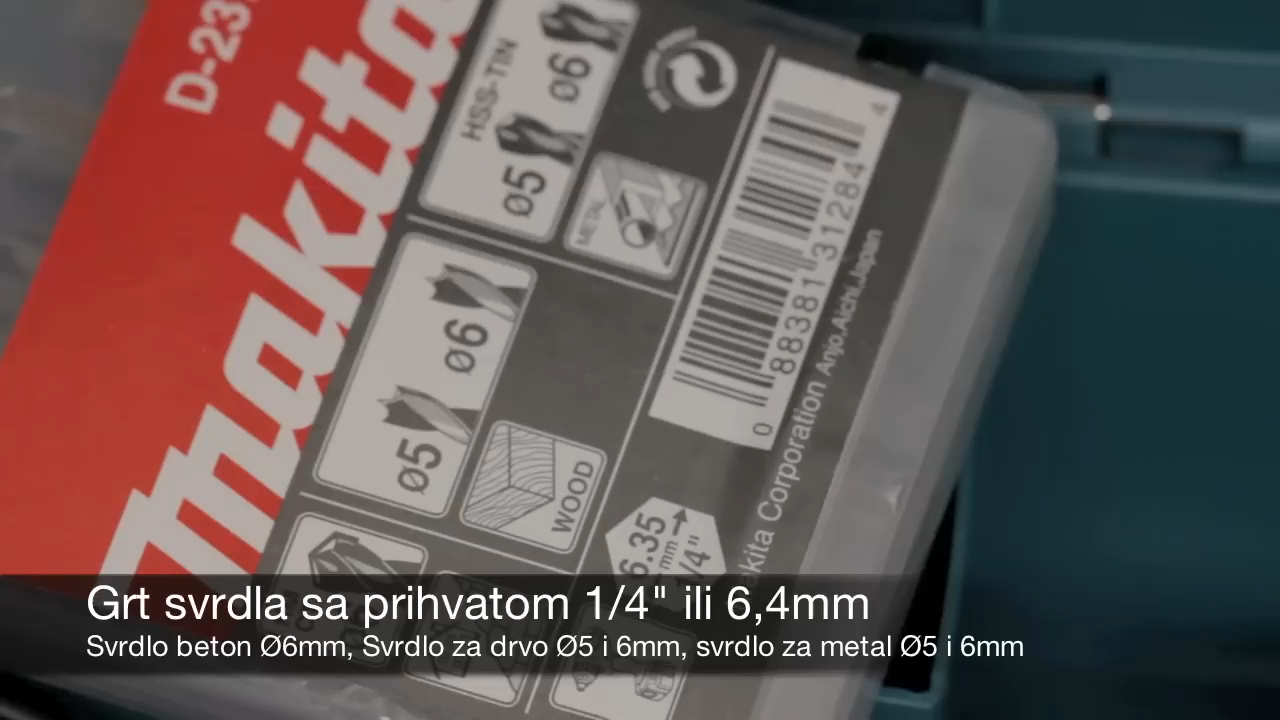 D-23
makita
HSS-TIN
Ø5
Ø6
METAL
Ø5
Ø6
WOOD
0 88381 31284 4
Makita Corporation Anjo,Aichi,Japan
6.35
mm
1/4"
Grt svrdla sa prihvatom 1/4" ili 6,4mm
Svrdlo beton Ø6mm, Svrdlo za drvo Ø5 i 6mm, svrdlo za metal Ø5 i 6mm